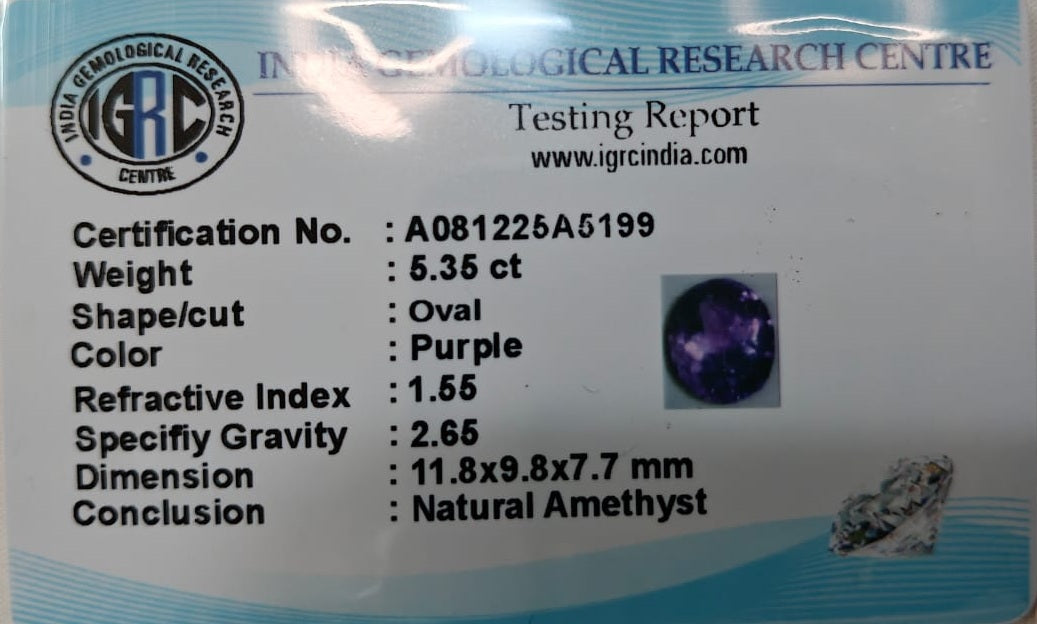 INDIA GEMOLOGICAL RESEARCH
IGRC
CENTRE
INDIA GEMOLOGICAL RESEARCH CENTRE
Testing Report
www.igrcindia.com
Certification No. : A081225A5199
Weight : 5.35 ct
Shape/cut : Oval
Color : Purple
Refractive Index : 1.55
Specifiy Gravity : 2.65
Dimension : 11.8x9.8x7.7 mm
Conclusion : Natural Amethyst